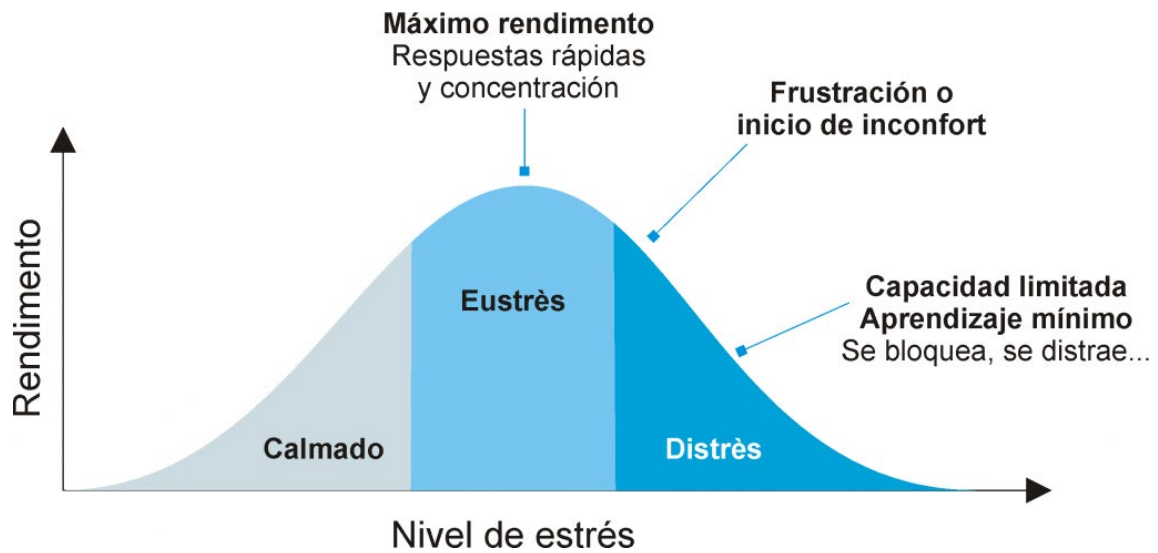 Máximo rendimento
Respuestas rápidas
y concentración
Frustración o
inicio de inconfort
Rendimento
Eustrès
Capacidad limitada
Aprendizaje mínimo
Se bloquea, se distrae...
Calmado
Distrès
Nivel de estrés